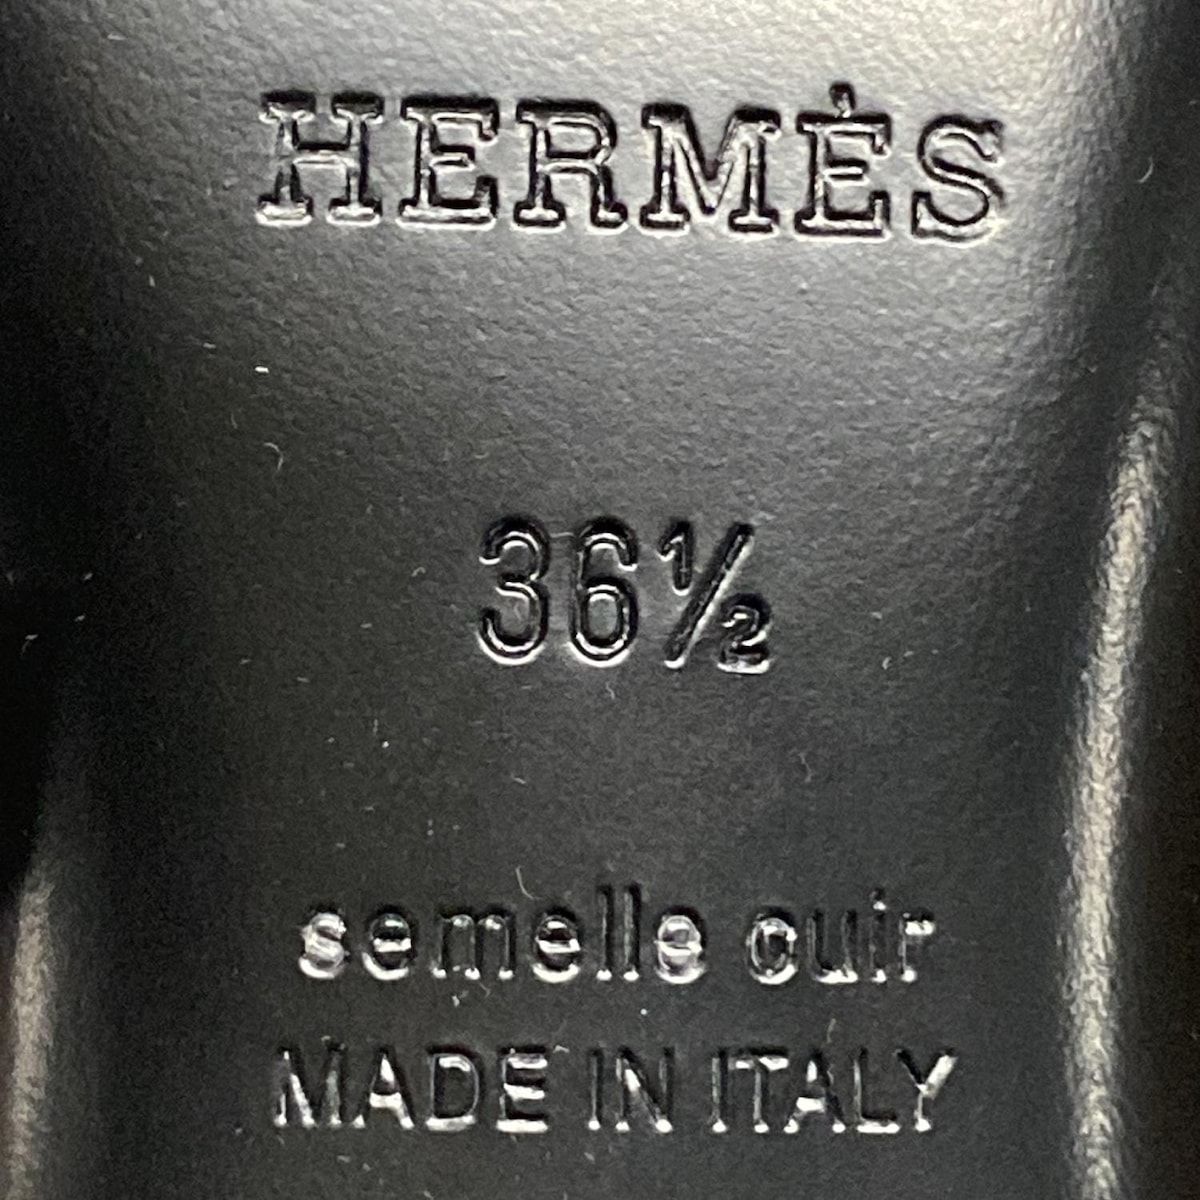 HERMÈS
36½
semelle cuir
MADE IN ITALY